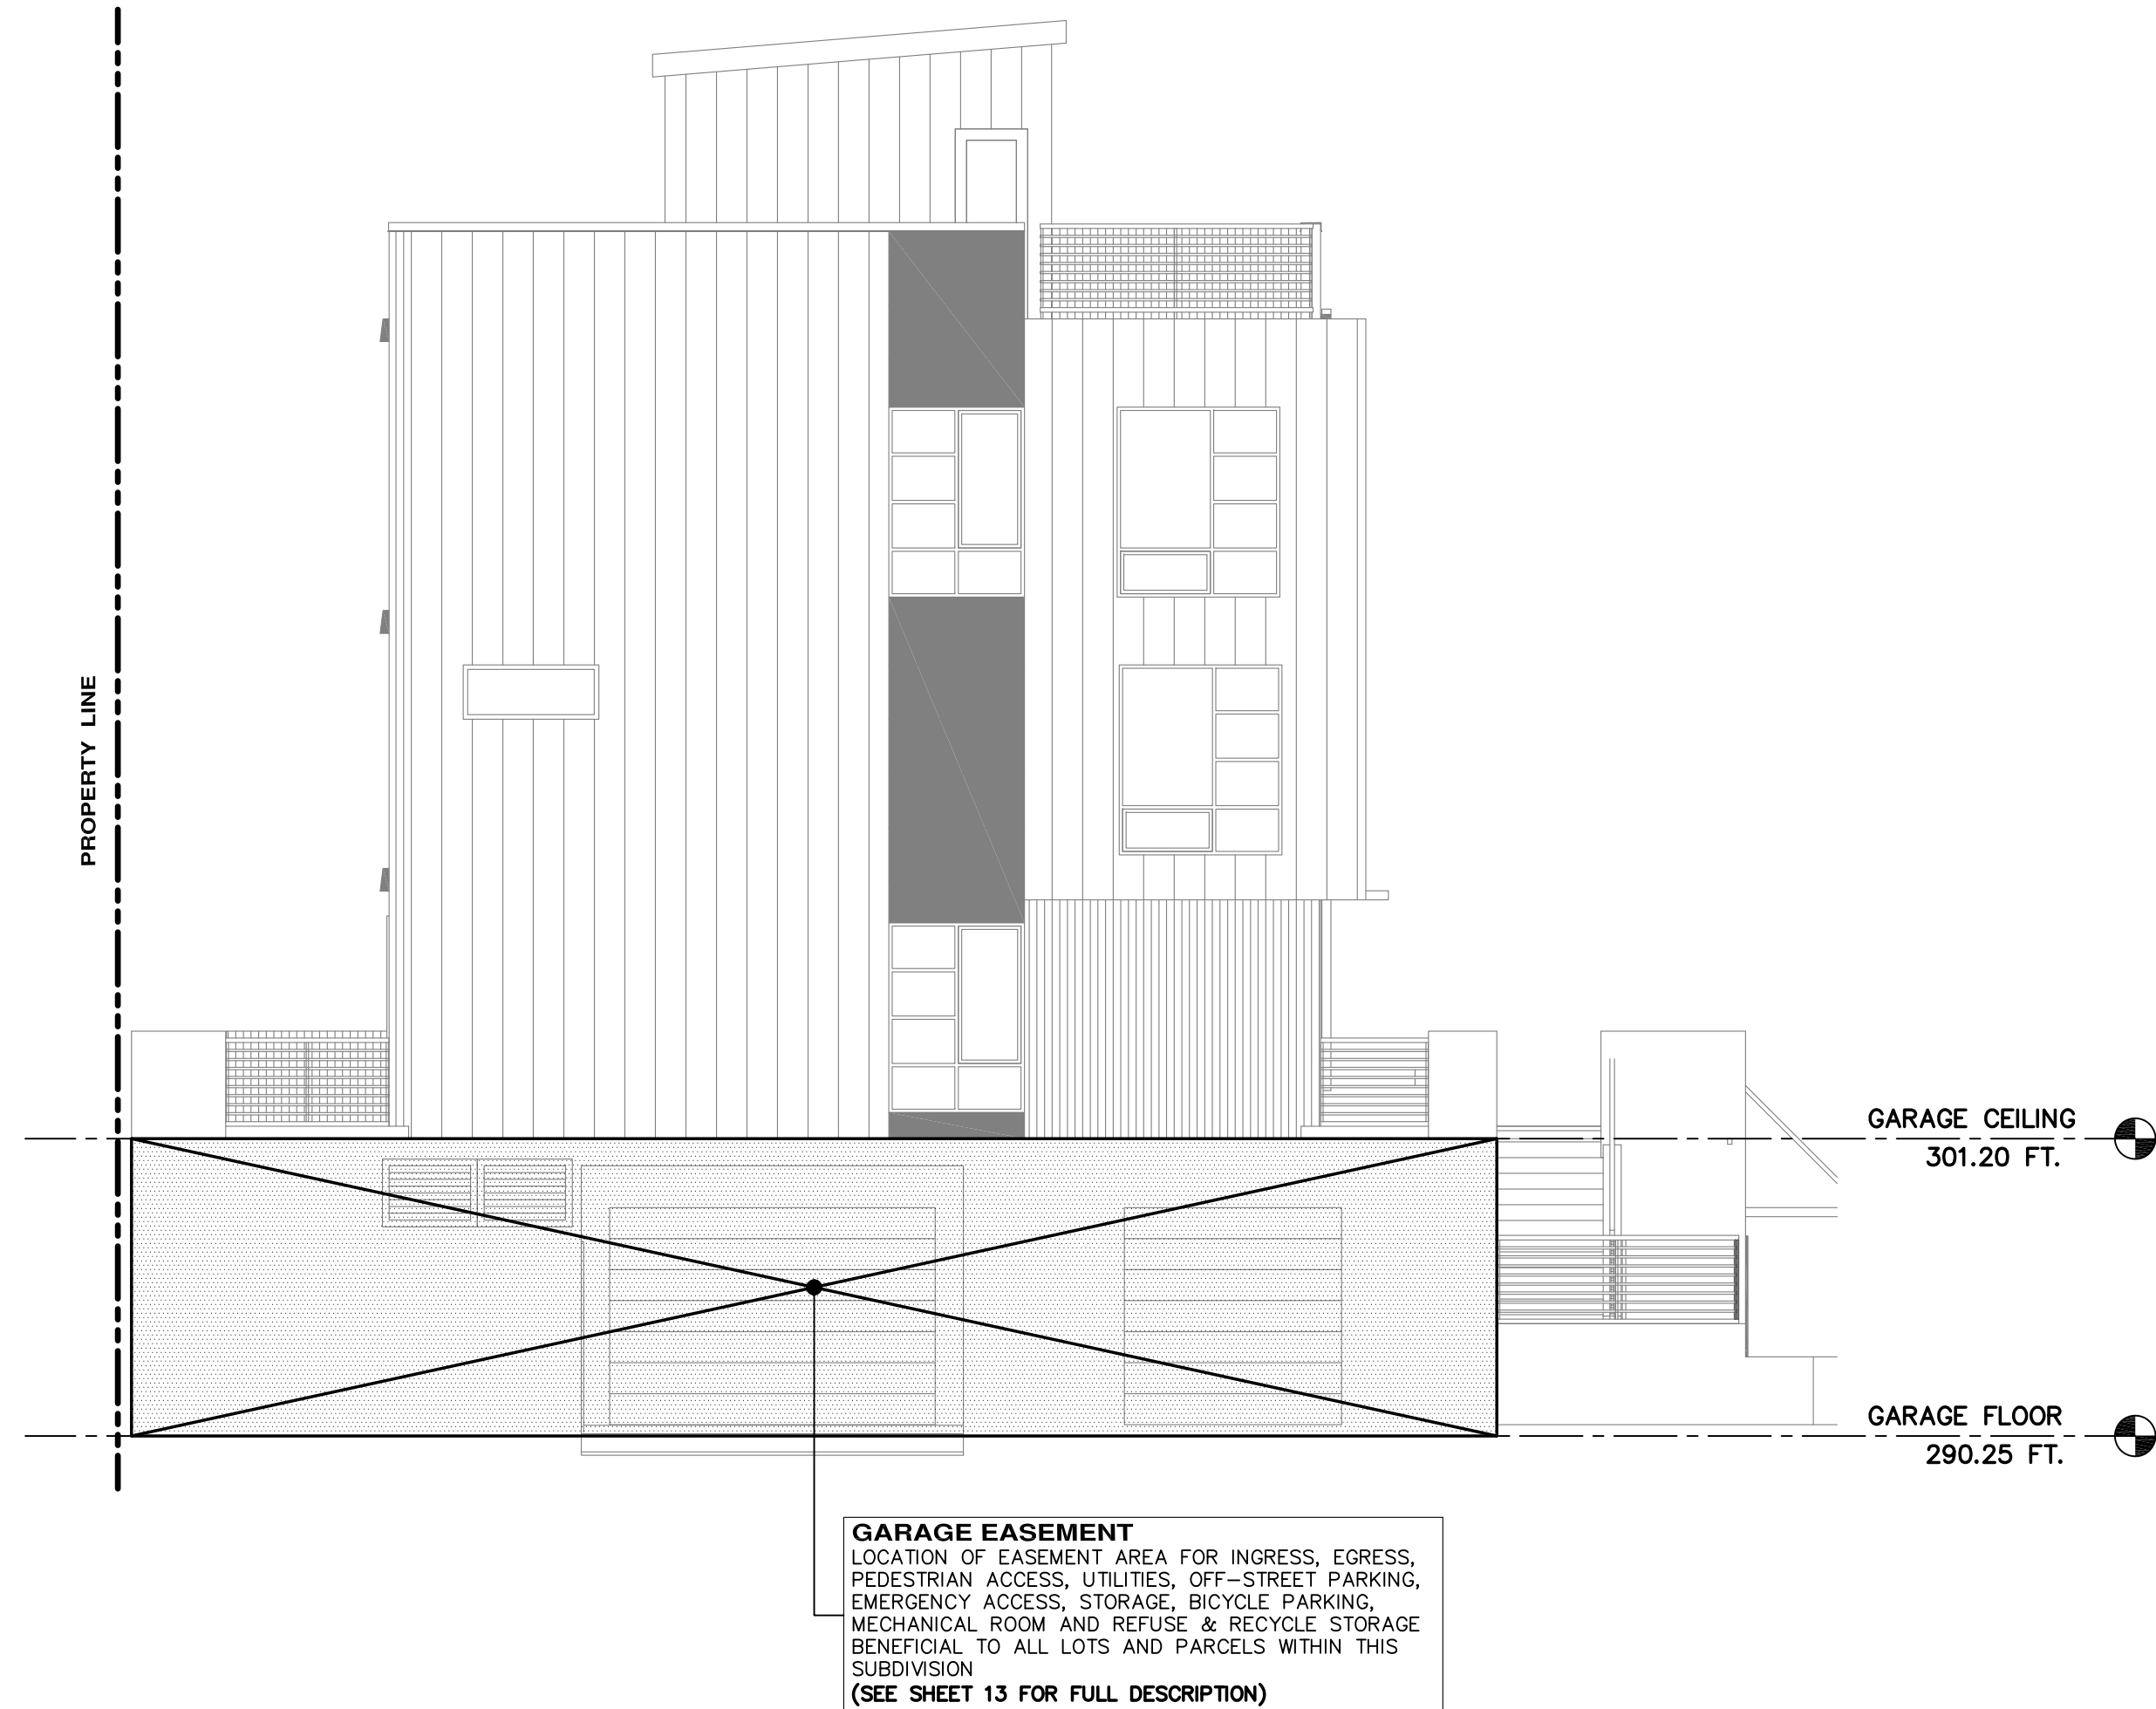 PROPERTY LINE
GARAGE CEILING
301.20 FT.
GARAGE FLOOR
290.25 FT.
GARAGE EASEMENT
LOCATION OF EASEMENT AREA FOR INGRESS, EGRESS,
PEDESTRIAN ACCESS, UTILITIES, OFF-STREET PARKING,
EMERGENCY ACCESS, STORAGE, BICYCLE PARKING,
MECHANICAL ROOM AND REFUSE & RECYCLE STORAGE
BENEFICIAL TO ALL LOTS AND PARCELS WITHIN THIS
SUBDIVISION
(SEE SHEET 13 FOR FULL DESCRIPTION)